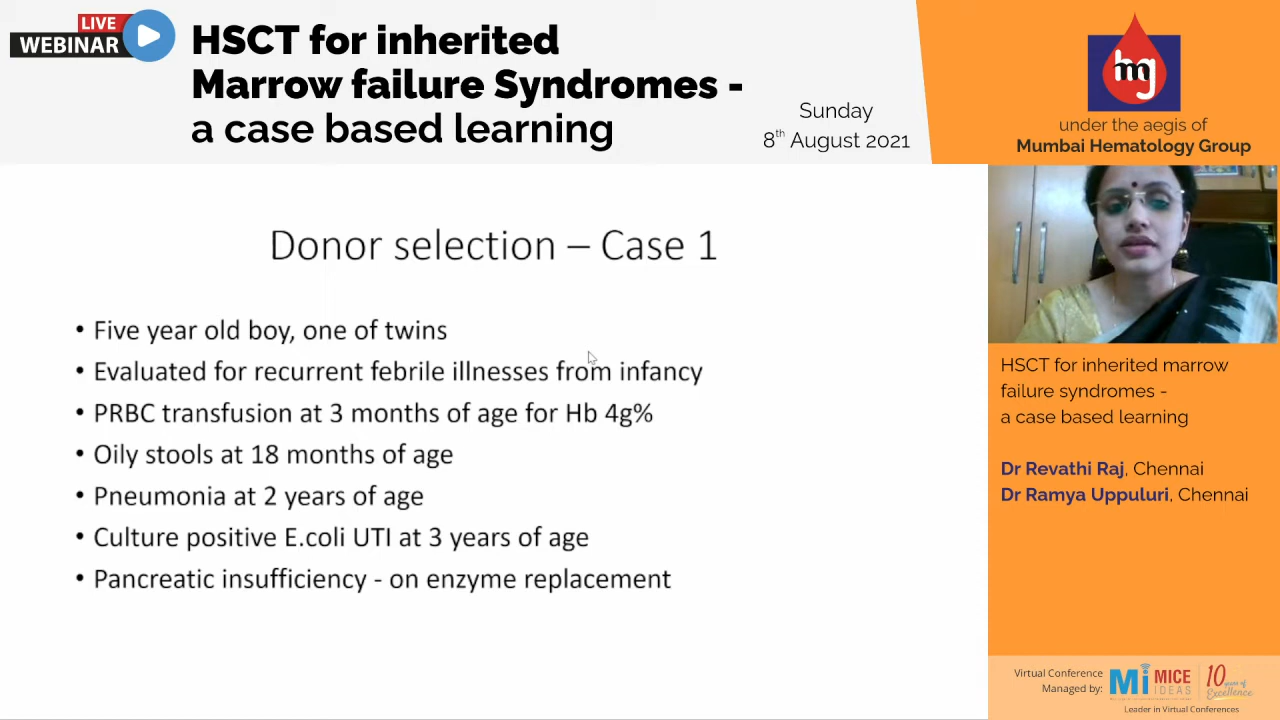 LIVE
WEBINAR
HSCT for inherited
Marrow failure Syndromes -
a case based learning
Sunday
8th August 2021
hmg
under the aegis of
Mumbai Hematology Group
Donor selection – Case 1
• Five year old boy, one of twins
• Evaluated for recurrent febrile illnesses from infancy
• PRBC transfusion at 3 months of age for Hb 4g%
• Oily stools at 18 months of age
• Pneumonia at 2 years of age
• Culture positive E.coli UTI at 3 years of age
• Pancreatic insufficiency - on enzyme replacement
HSCT for inherited marrow
failure syndromes -
a case based learning
Dr Revathi Raj, Chennai
Dr Ramya Uppuluri, Chennai
Virtual Conference
Managed by:
Mi MICE
IDEAS
10 years of
Excellence
Leader in Virtual Conferences